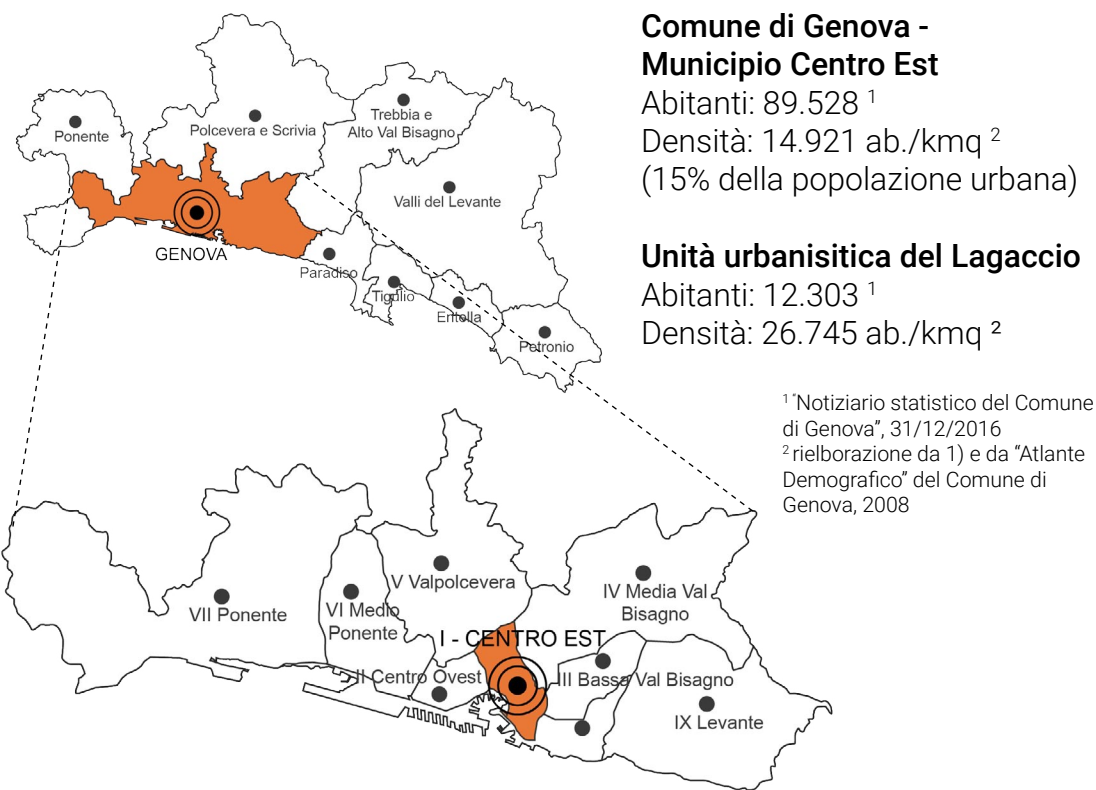 Comune di Genova -
Municipio Centro Est
Abitanti: 89.528 ¹
Densità: 14.921 ab./kmq ²
(15% della popolazione urbana)
Unità urbanisitica del Lagaccio
Abitanti: 12.303 ¹
Densità: 26.745 ab./kmq ²
¹ "Notiziario statistico del Comune
di Genova", 31/12/2016
² rielborazione da 1) e da "Atlante
Demografico" del Comune di
Genova, 2008
Ponente
Polcevera e Scrivia
Trebbia e
Alto Val Bisagno
Valli del Levante
GENOVA
Paradiso
Tigulio
Entolla
Petronio
VII Ponente
VI Medio
Ponente
V Valpolcevera
IV Media Val
Bisagno
I - CENTRO EST
II Centro Ovest
III Bassa Val Bisagno
IX Levante